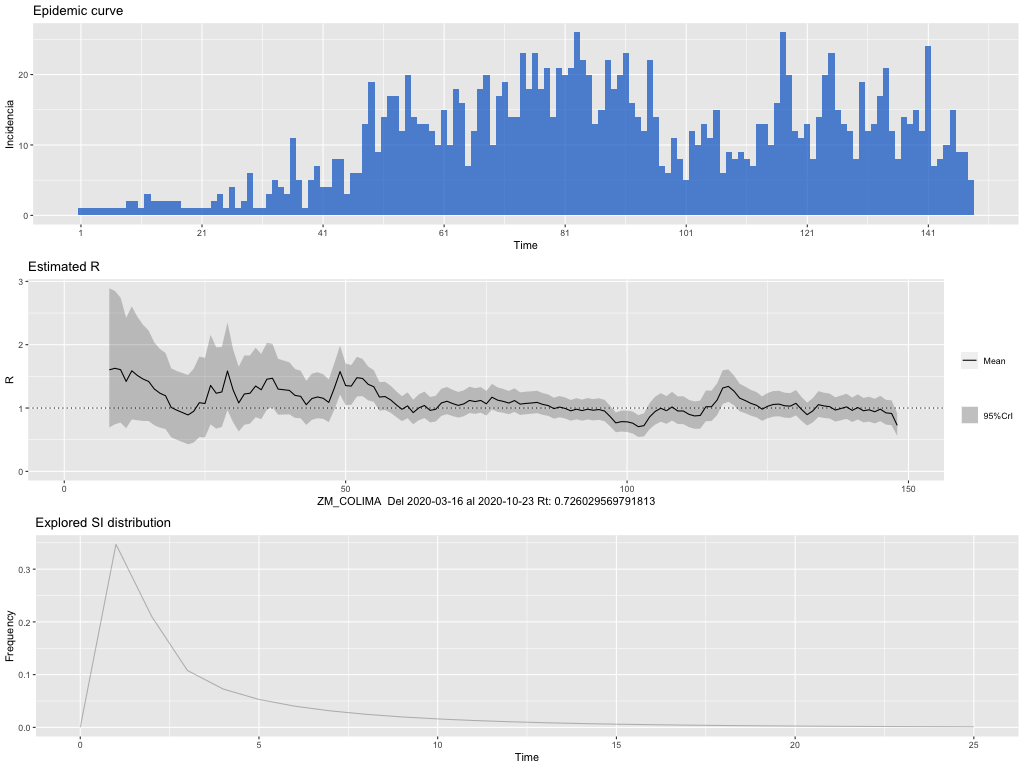 Epidemic curve
20
10
0
Incidencia
1 21 41 61 81 101 121 141
Time
Estimated R
3
2
1
0
R
0 50 100 150
ZM_COLIMA Del 2020-03-16 al 2020-10-23 Rt: 0.726029569791813
Mean
95%CrI
Explored SI distribution
0.3
0.2
0.1
0.0
Frequency
0 5 10 15 20 25
Time